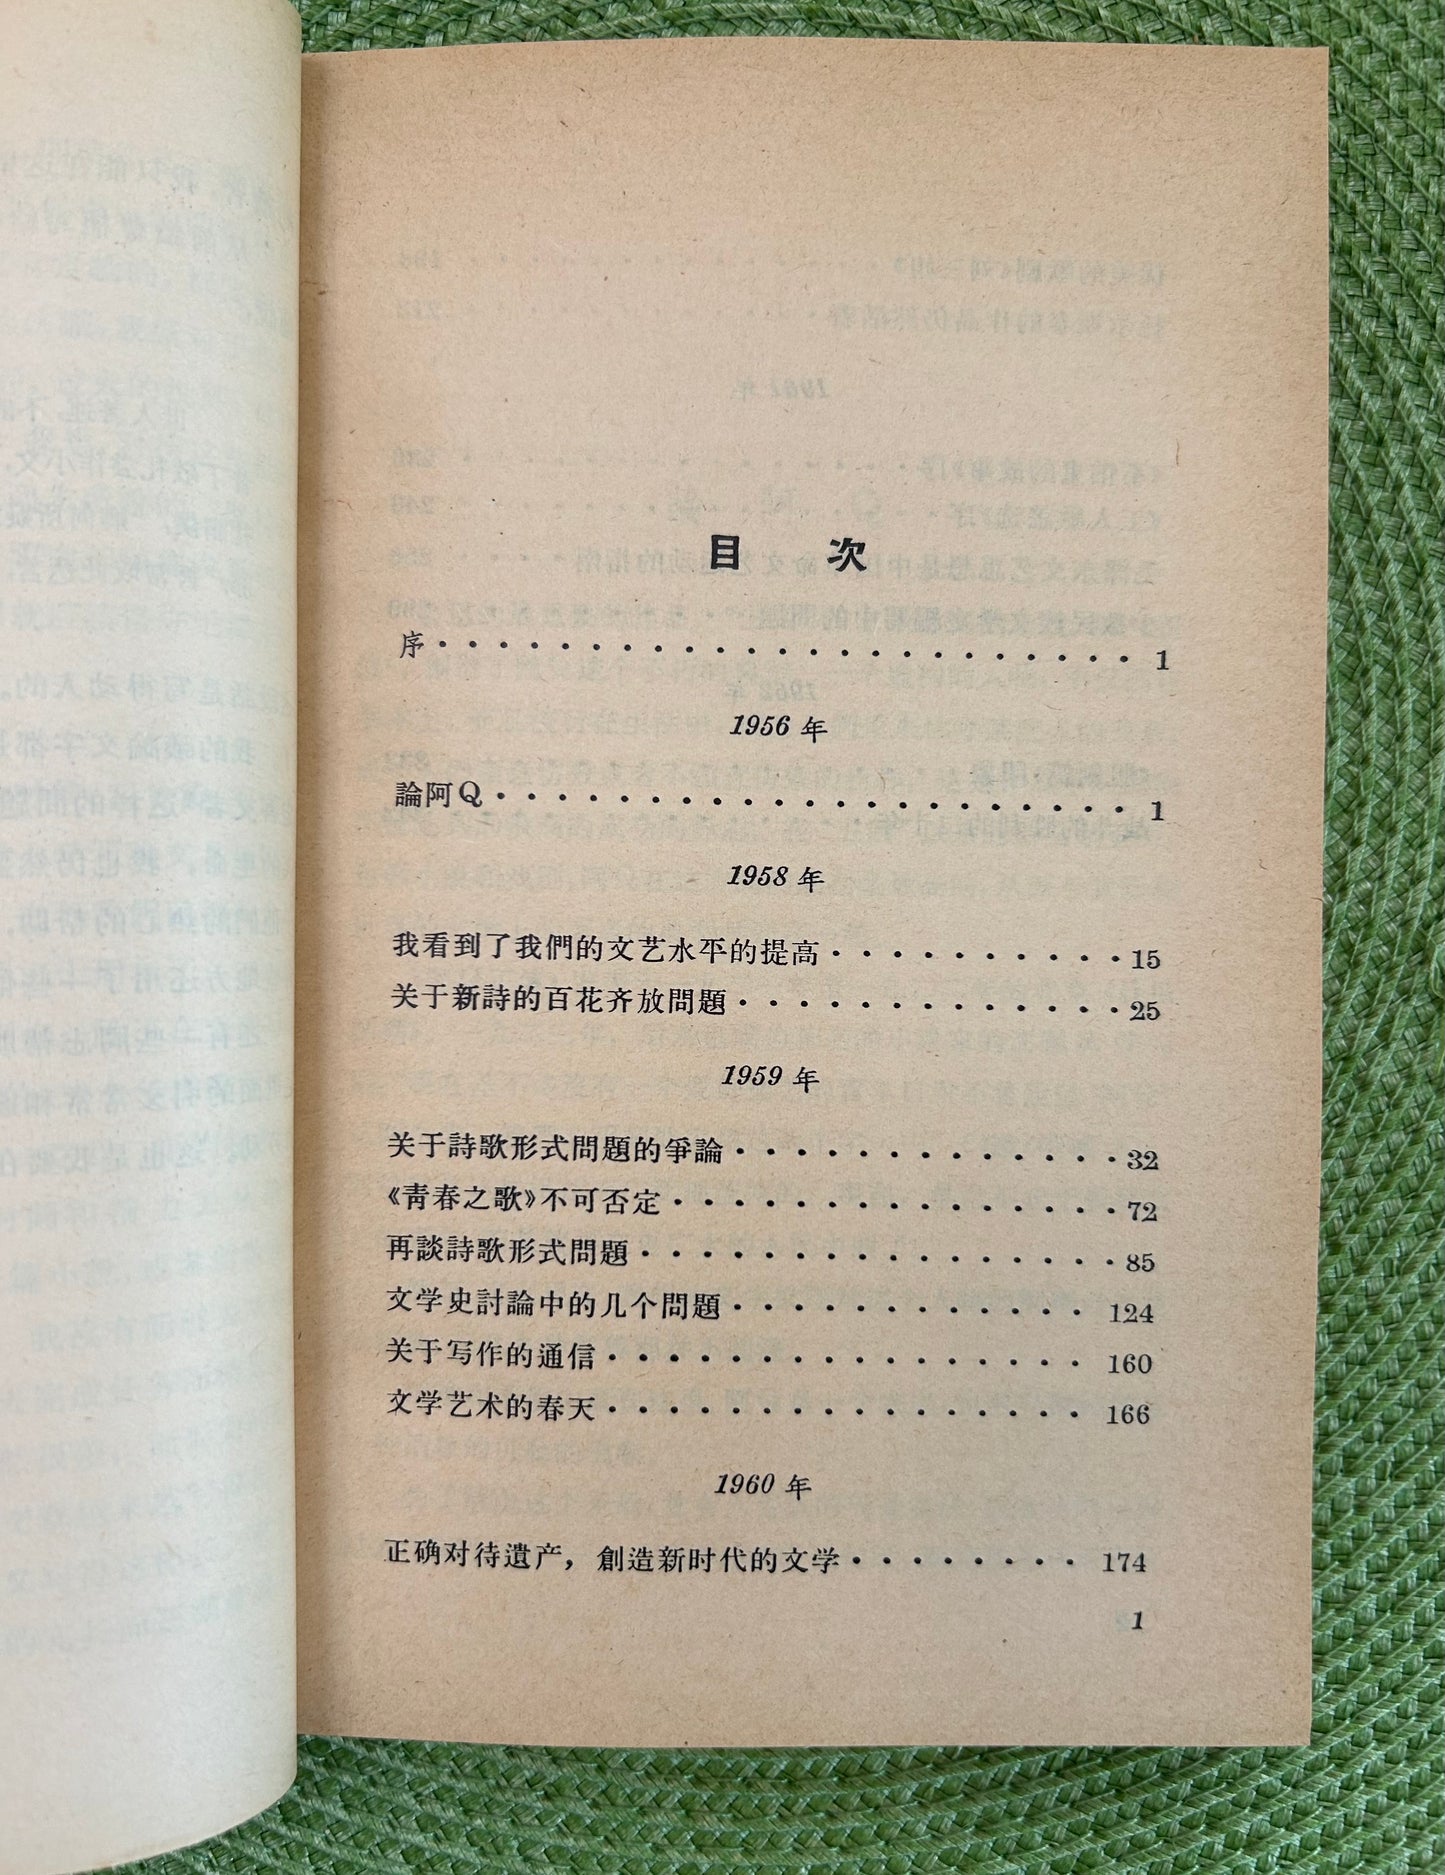 目 次
序 · · · · · · · · · · · · · · · · · · · · · · · · · 1
1956 年
論阿Q · · · · · · · · · · · · · · · · · · · · · · 1
1958 年
我看到了我們的文艺水平的提高 · · · · · · · · · · 15
关于新詩的百花齐放問題 · · · · · · · · · · · · · 25
1959 年
关于詩歌形式問題的爭論 · · · · · · · · · · · · · 32
《青春之歌》不可否定 · · · · · · · · · · · · · · · 72
再談詩歌形式問題 · · · · · · · · · · · · · · · · 85
文学史討論中的几个問題 · · · · · · · · · · · · 124
关于写作的通信 · · · · · · · · · · · · · · · · 160
文学艺术的春天 · · · · · · · · · · · · · · · · 166
1960 年
正确对待遺产，創造新时代的文学 · · · · · · · · 174
1